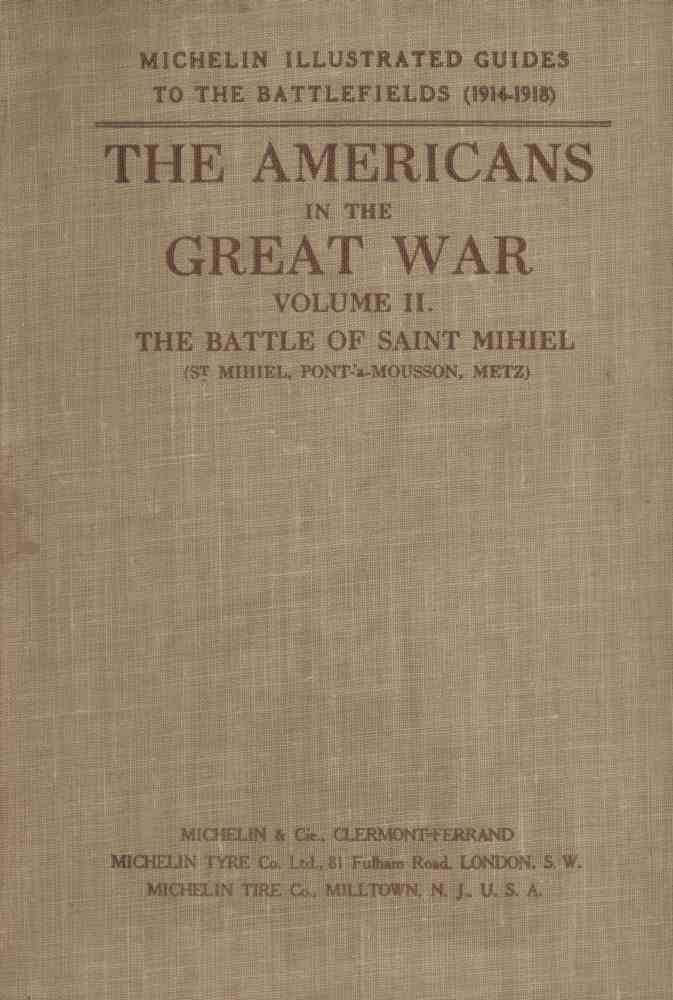 MICHELIN ILLUSTRATED GUIDES
TO THE BATTLEFIELDS (1914-1918)
THE AMERICANS
IN THE
GREAT WAR
VOLUME II.
THE BATTLE OF SAINT MIHIEL
(ST MIHIEL, PONT-'a-MOUSSON, METZ)
MICHELIN & Cie., CLERMONT-FERRAND
MICHELIN TYRE Co. Ltd., 81 Fulham Road, LONDON, S. W.
MICHELIN TIRE Co., MILLTOWN, N. J., U. S. A.